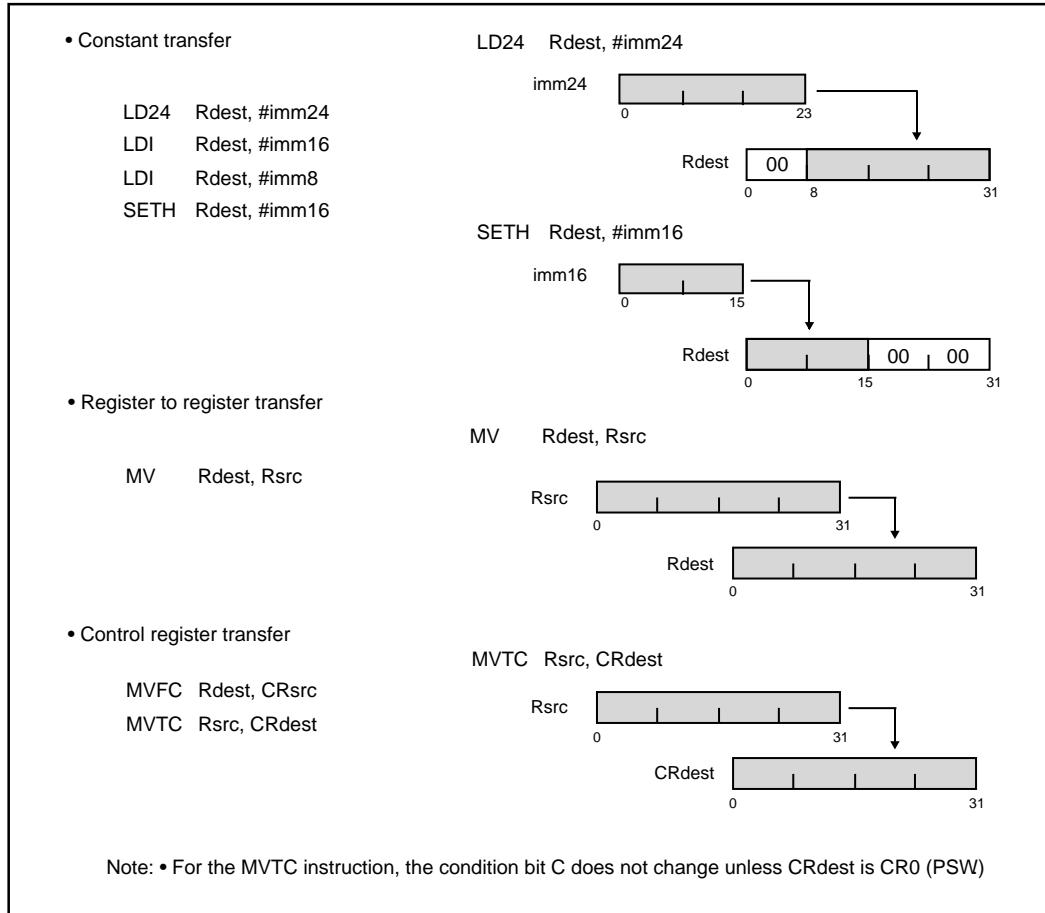 • Constant transfer
LD24 Rdest, #imm24
LDI Rdest, #imm16
LDI Rdest, #imm8
SETH Rdest, #imm16
LD24 Rdest, #imm24
imm24
0 23
Rdest 00
0 8 31
SETH Rdest, #imm16
imm16
0 15
Rdest 00 00
0 15 31
• Register to register transfer
MV Rdest, Rsrc
MV Rdest, Rsrc
Rsrc
0 31
Rdest
0 31
• Control register transfer
MVFC Rdest, CRsrc
MVTC Rsrc, CRdest
MVTC Rsrc, CRdest
Rsrc
0 31
CRdest
0 31
Note: • For the MVTC instruction, the condition bit C does not change unless CRdest is CR0 (PSW)